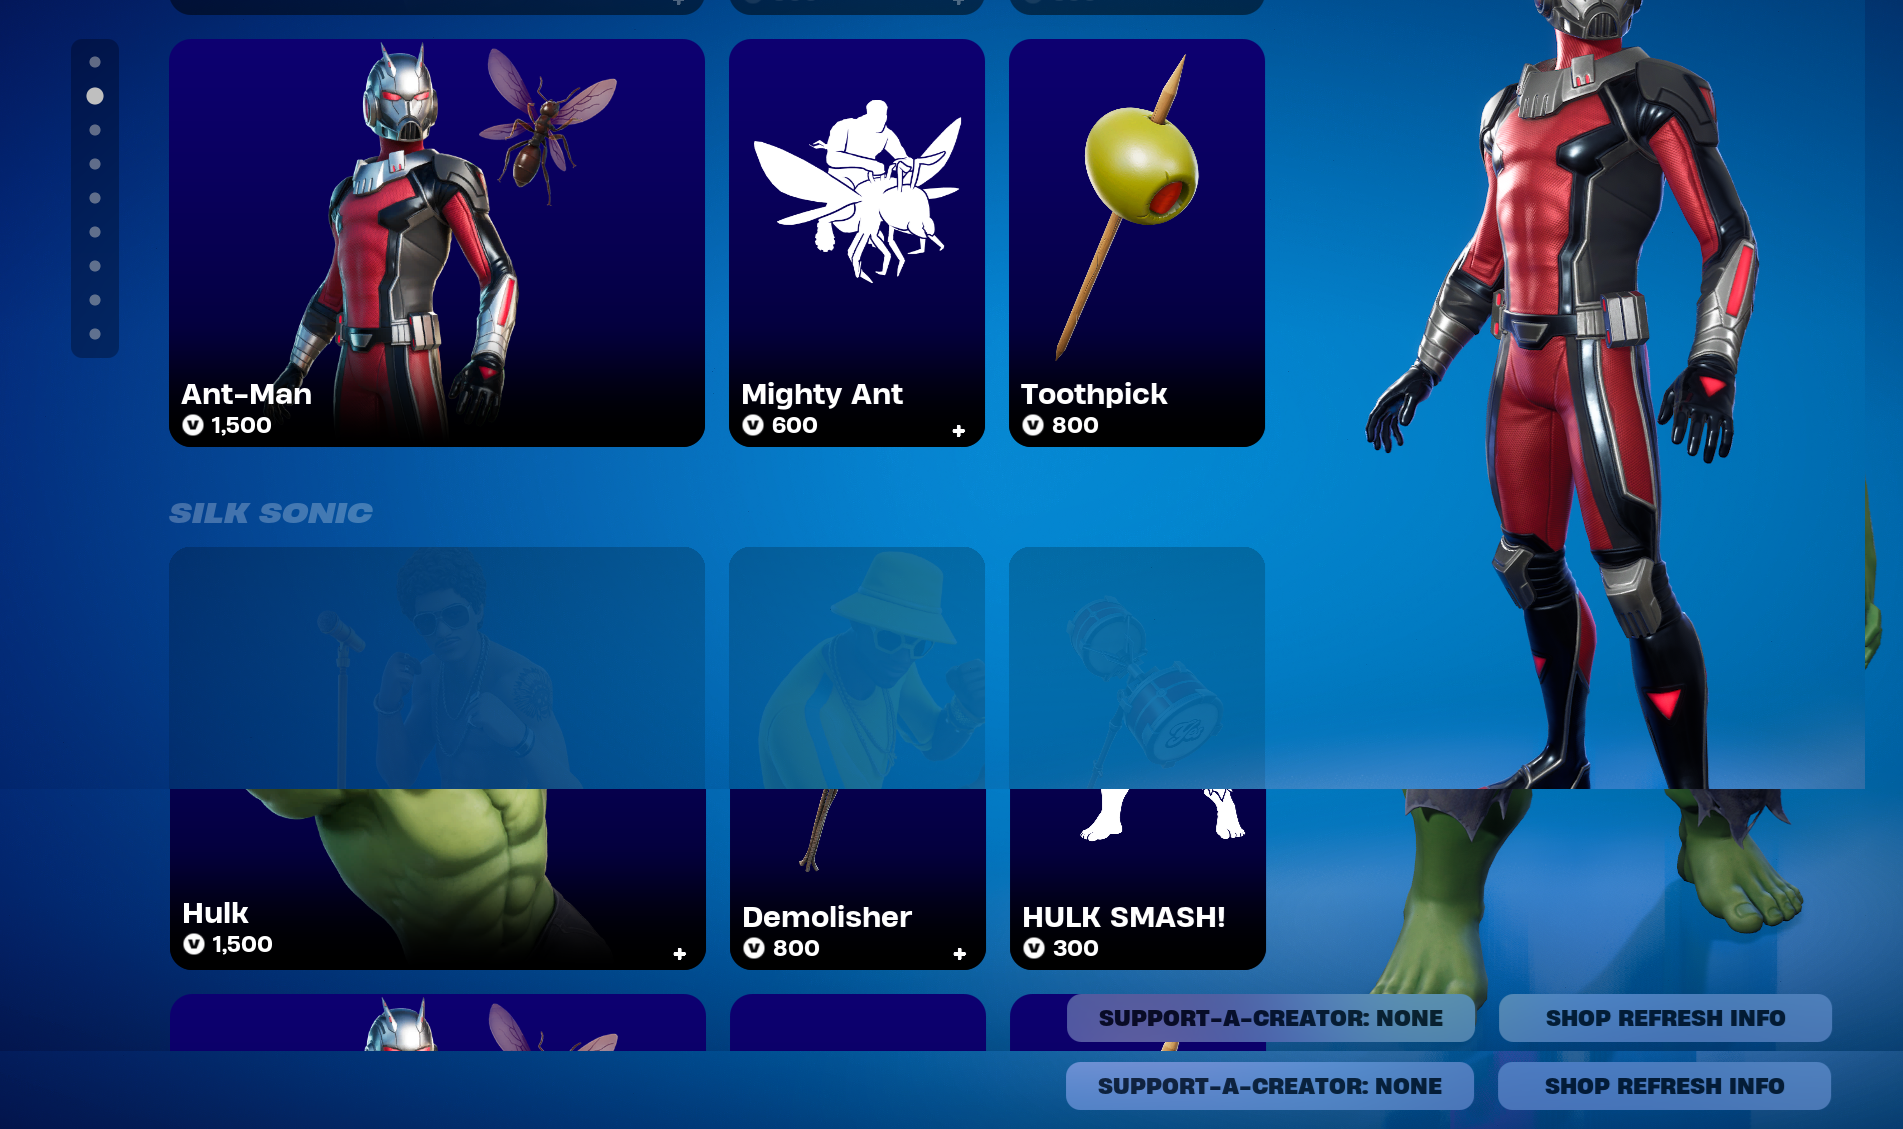 Ant-Man
1,500
Mighty Ant
600
+
Toothpick
800
SILK SONIC
Hulk
1,500
+
Demolisher
800
+
HULK SMASH!
300
SUPPORT-A-CREATOR: NONE
SHOP REFRESH INFO
SUPPORT-A-CREATOR: NONE
SHOP REFRESH INFO